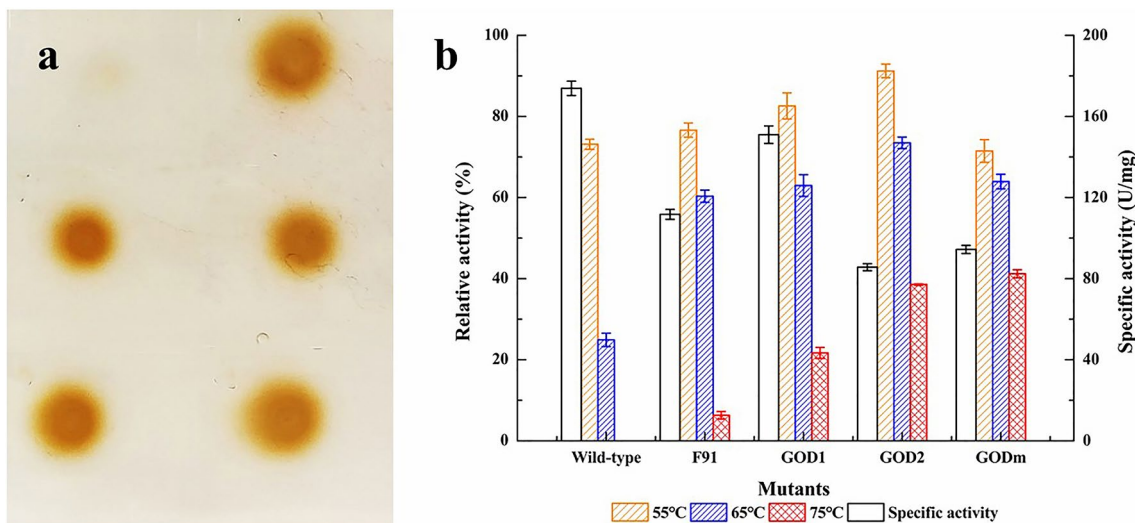 a
b
Relative activity (%)
100
80
60
40
20
0
200
160
120
80
40
0
Specific activity (U/mg)
Wild-type F91 GOD1 GOD2 GODm
Mutants
55℃ 65℃ 75℃ Specific activity